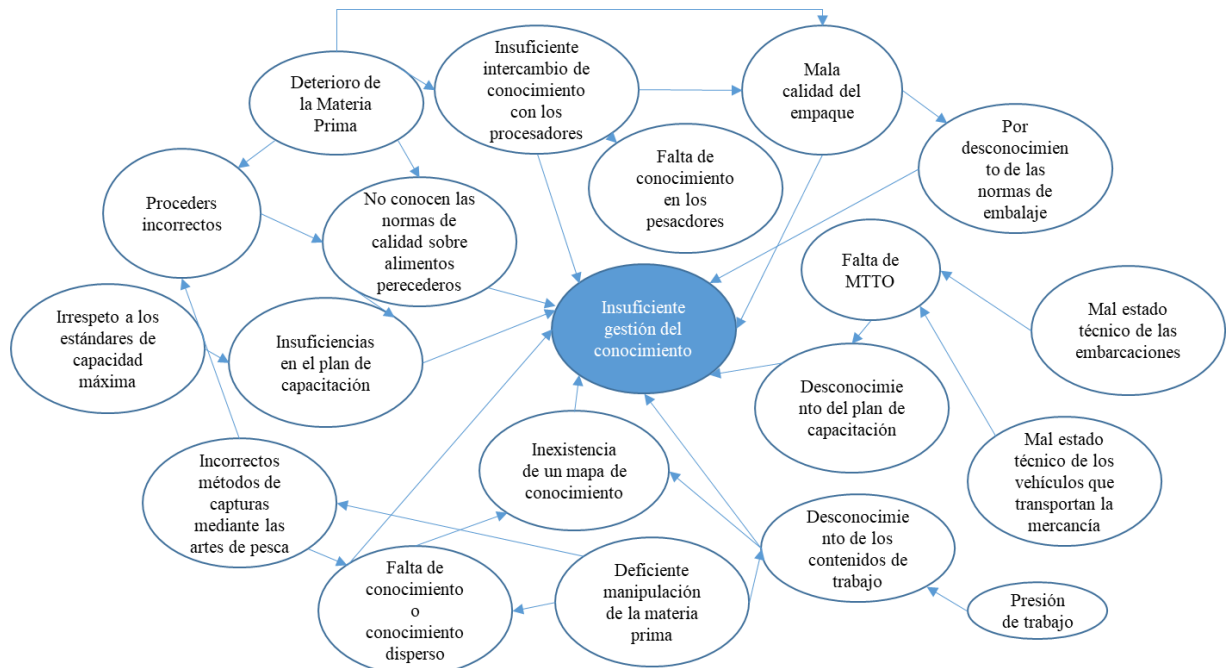 Deterioro de
la Materia
Prima
Insuficiente
intercambio de
conocimiento
con los
procesadores
Mala
calidad del
empaque
Por
desconocimie
nto de las
normas de
embalaje
Falta de
conocimiento
en los
pesacdores
Proceders
incorrectos
No conocen las
normas de
calidad sobre
alimentos
perecederos
Falta de
MTTO
Mal estado
técnico de las
embarcaciones
Insuficiente
gestión del
conocimiento
Irrespeto a los
estándares de
capacidad
máxima
Insuficiencias
en el plan de
capacitación
Desconocimie
nto del plan de
capacitación
Inexistencia
de un mapa de
conocimiento
Mal estado
técnico de los
vehículos que
transportan la
mercancía
Incorrectos
métodos de
capturas
mediante las
artes de pesca
Desconocimie
nto de los
contenidos de
trabajo
Falta de
conocimiento
o
conocimiento
disperso
Deficiente
manipulación
de la materia
prima
Presión
de trabajo